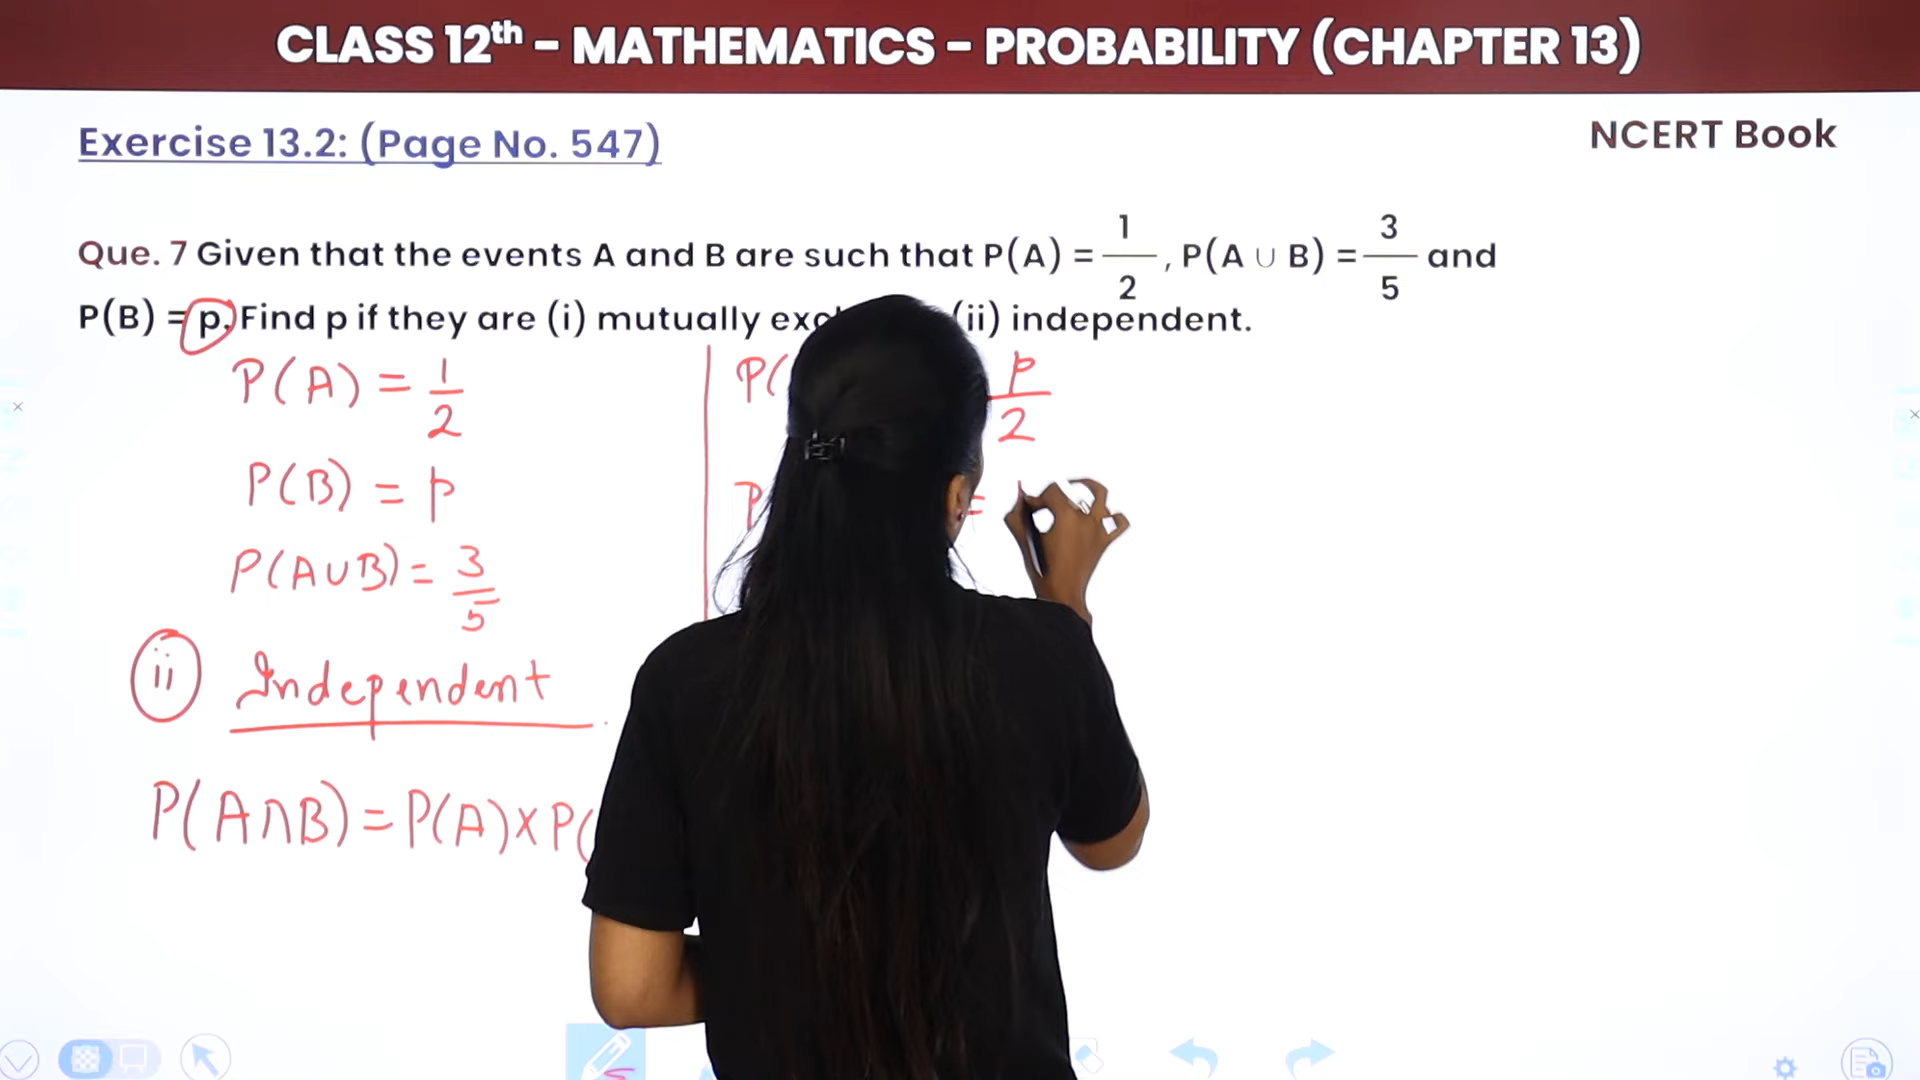 CLASS 12th - MATHEMATICS - PROBABILITY (CHAPTER 13)
Exercise 13.2: (Page No. 547)
NCERT Book
Que. 7 Given that the events A and B are such that P(A) = 1/2, P(A ∪ B) = 3/5 and
P(B) = p. Find p if they are (i) mutually (ii) independent.
P(A) = 1/2
P(B) = p
P(A∪B) = 3/5
ii Independent
P(A∩B) = P(A) × P(
P( p/2
P =